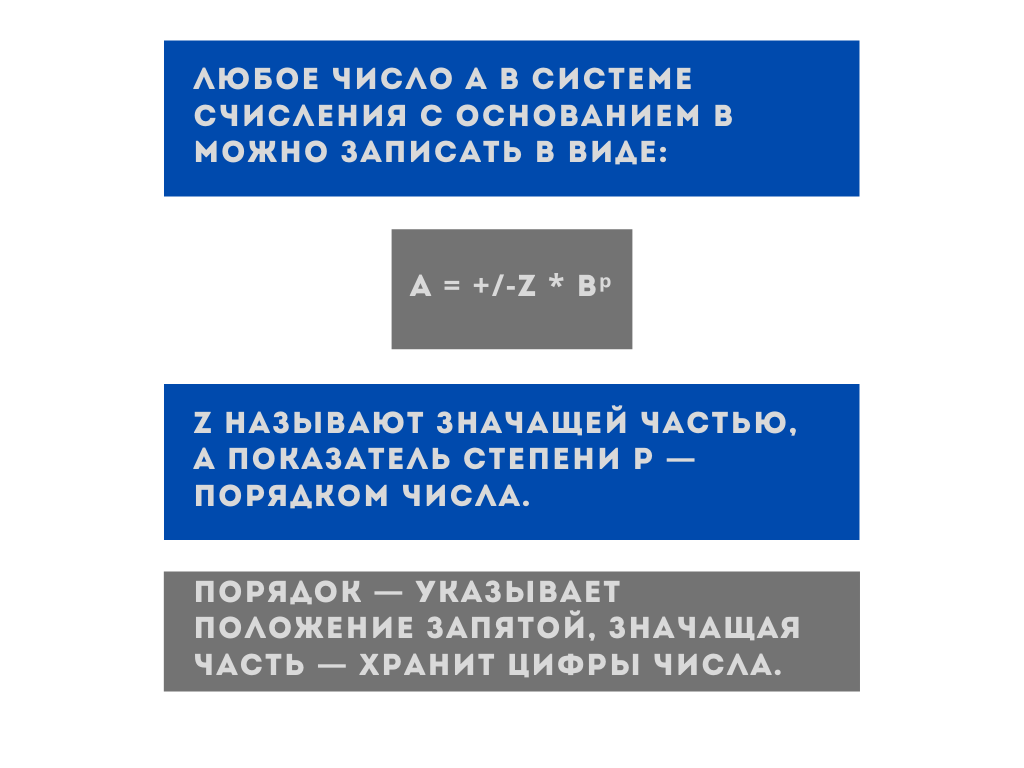 ЛЮБОЕ ЧИСЛО А В СИСТЕМЕ
СЧИСЛЕНИЯ С ОСНОВАНИЕМ В
МОЖНО ЗАПИСАТЬ В ВИДЕ:
A = +/-Z * Bᵖ
Z НАЗЫВАЮТ ЗНАЧАЩЕЙ ЧАСТЬЮ,
А ПОКАЗАТЕЛЬ СТЕПЕНИ Р —
ПОРЯДКОМ ЧИСЛА.
ПОРЯДОК — УКАЗЫВАЕТ
ПОЛОЖЕНИЕ ЗАПЯТОЙ, ЗНАЧАЩАЯ
ЧАСТЬ — ХРАНИТ ЦИФРЫ ЧИСЛА.